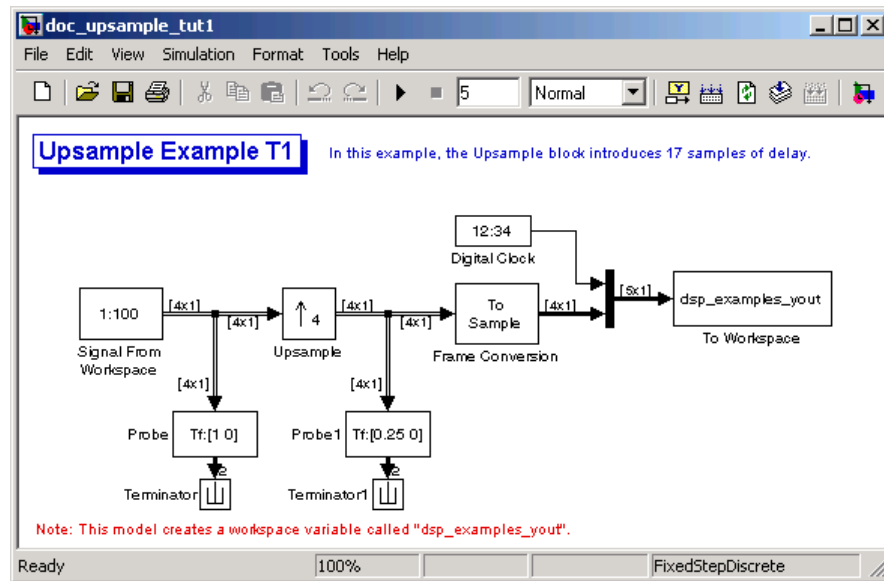 doc_upsample_tut1
File Edit View Simulation Format Tools Help
5 Normal
Upsample Example T1
In this example, the Upsample block introduces 17 samples of delay.
12:34
Digital Clock
1:100
[4x1]
[4x1]
Signal From
Workspace
↑ 4
[4x1]
[4x1]
Upsample
To
Sample
[4x1]
Frame Conversion
[5x1]
dsp_examples_yout
To Workspace
[4x1]
[4x1]
Probe
Tf:[1 0]
Probe1
Tf:[0.25 0]
2
2
Terminator
Terminator1
Note: This model creates a workspace variable called "dsp_examples_yout".
Ready 100% FixedStepDiscrete